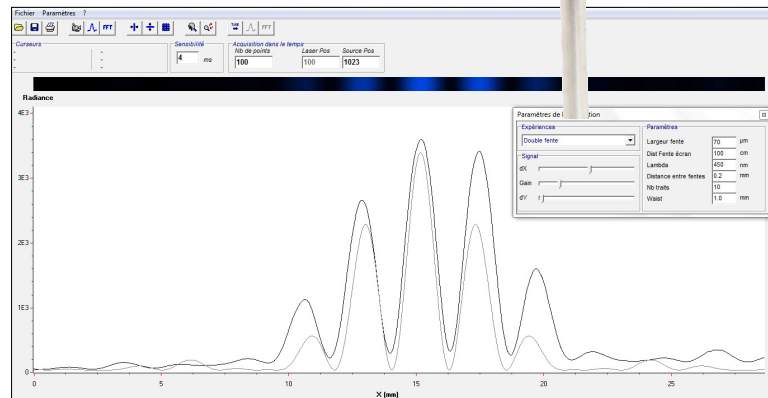 Fichier Paramètres ?
FFT FFT
Curseurs
Sensibilité
4 ms
Acquisition dans le temps
Nb de points Laser Pos Source Pos
100 100 1023
Radiance
4E3
3E3
2E3
1E3
0
0 5 10 15 20 25
X (mm)
Paramètres de
Expériences
Double fente
Signal
dX
Gain
dY
Paramètres
Largeur fente 70 µm
Dist Fente écran 100 cm
Lambda 450 nm
Distance entre fentes 0.2 mm
Nb traits 10
Waist 1.0 mm